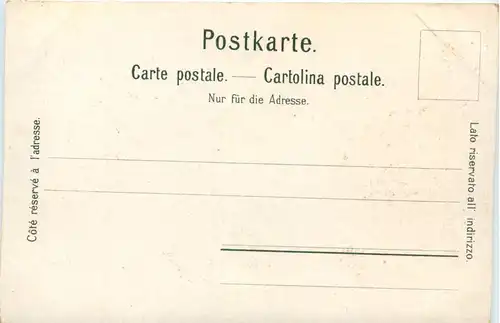 Postkarte.
Carte postale. — Cartolina postale.
Nur für die Adresse.
Côté réservé à l'adresse.
Lato riservato all' indirizzo.